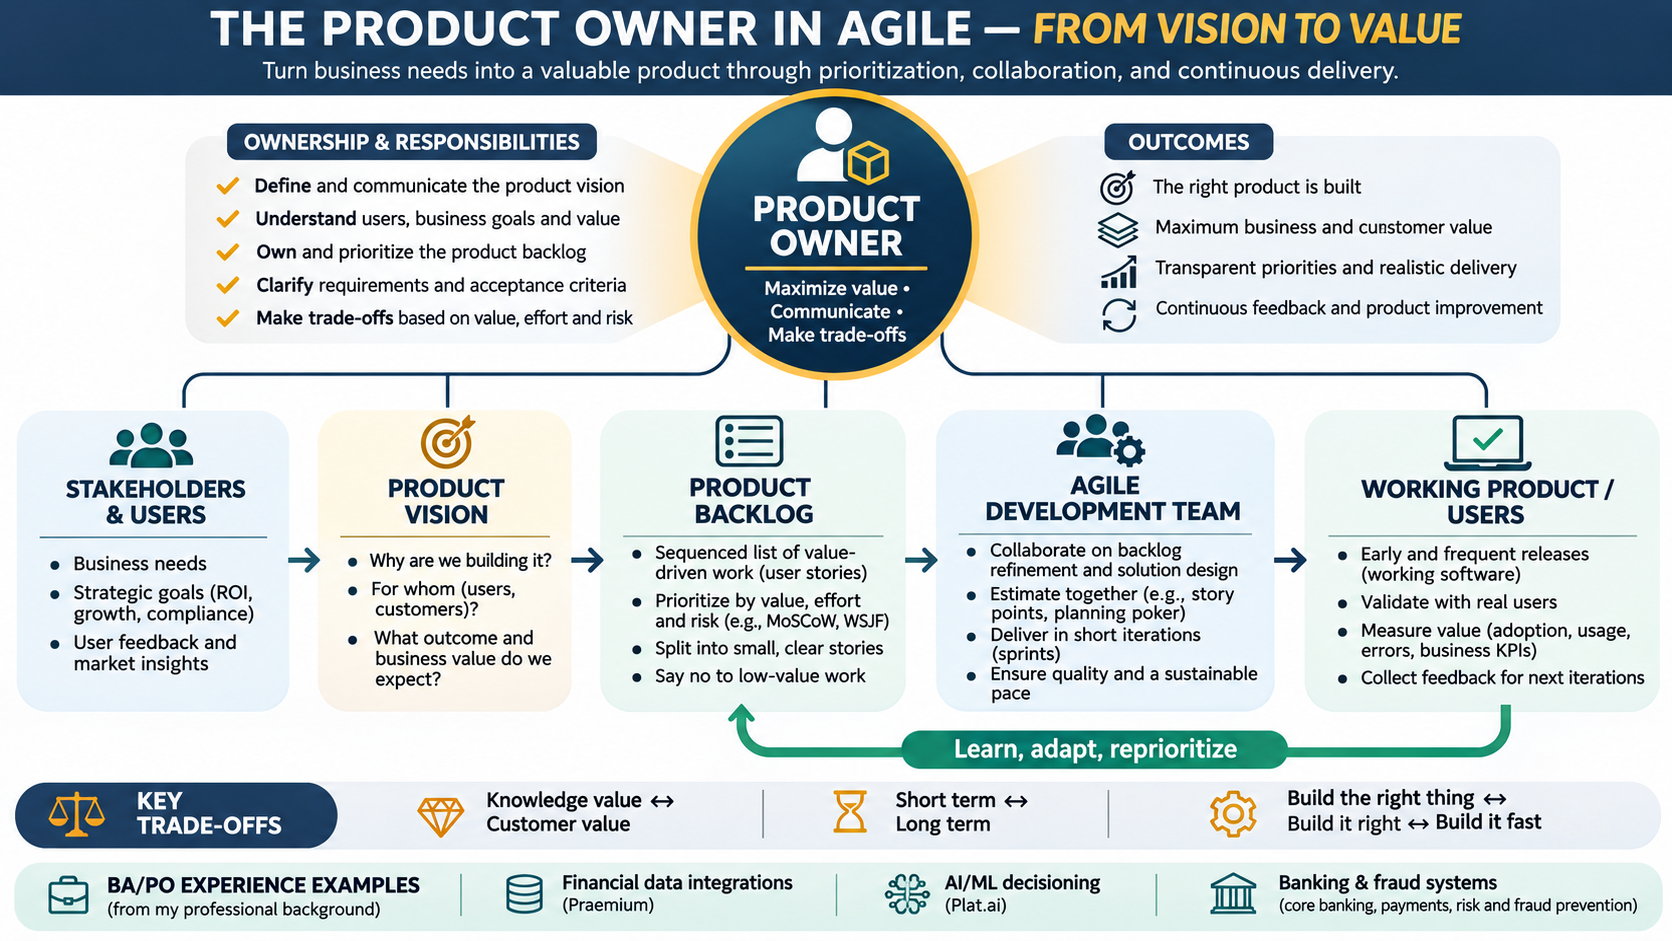 THE PRODUCT OWNER IN AGILE — FROM VISION TO VALUE
Turn business needs into a valuable product through prioritization, collaboration, and continuous delivery.
OWNERSHIP & RESPONSIBILITIES
Define and communicate the product vision
Understand users, business goals and value
Own and prioritize the product backlog
Clarify requirements and acceptance criteria
Make trade-offs based on value, effort and risk
PRODUCT
OWNER
Maximize value •
Communicate •
Make trade-offs
OUTCOMES
The right product is built
Maximum business and customer value
Transparent priorities and realistic delivery
Continuous feedback and product improvement
STAKEHOLDERS
& USERS
• Business needs
• Strategic goals (ROI,
growth, compliance)
• User feedback and
market insights
PRODUCT
VISION
• Why are we building it?
• For whom (users,
customers)?
• What outcome and
business value do we
expect?
PRODUCT
BACKLOG
• Sequenced list of value-
driven work (user stories)
• Prioritize by value, effort
and risk (e.g., MoSCoW, WSJF)
• Split into small, clear stories
• Say no to low-value work
AGILE
DEVELOPMENT TEAM
• Collaborate on backlog
refinement and solution design
• Estimate together (e.g., story
points, planning poker)
• Deliver in short iterations
(sprints)
• Ensure quality and a sustainable
pace
WORKING PRODUCT /
USERS
• Early and frequent releases
(working software)
• Validate with real users
• Measure value (adoption, usage,
errors, business KPIs)
• Collect feedback for next iterations
Learn, adapt, reprioritize
KEY
TRADE-OFFS
Knowledge value ↔
Customer value
Short term ↔
Long term
Build the right thing ↔
Build it right ↔ Build it fast
BA/PO EXPERIENCE EXAMPLES
(from my professional background)
Financial data integrations
(Praemium)
AI/ML decisioning
(Plat.ai)
Banking & fraud systems
(core banking, payments, risk and fraud prevention)